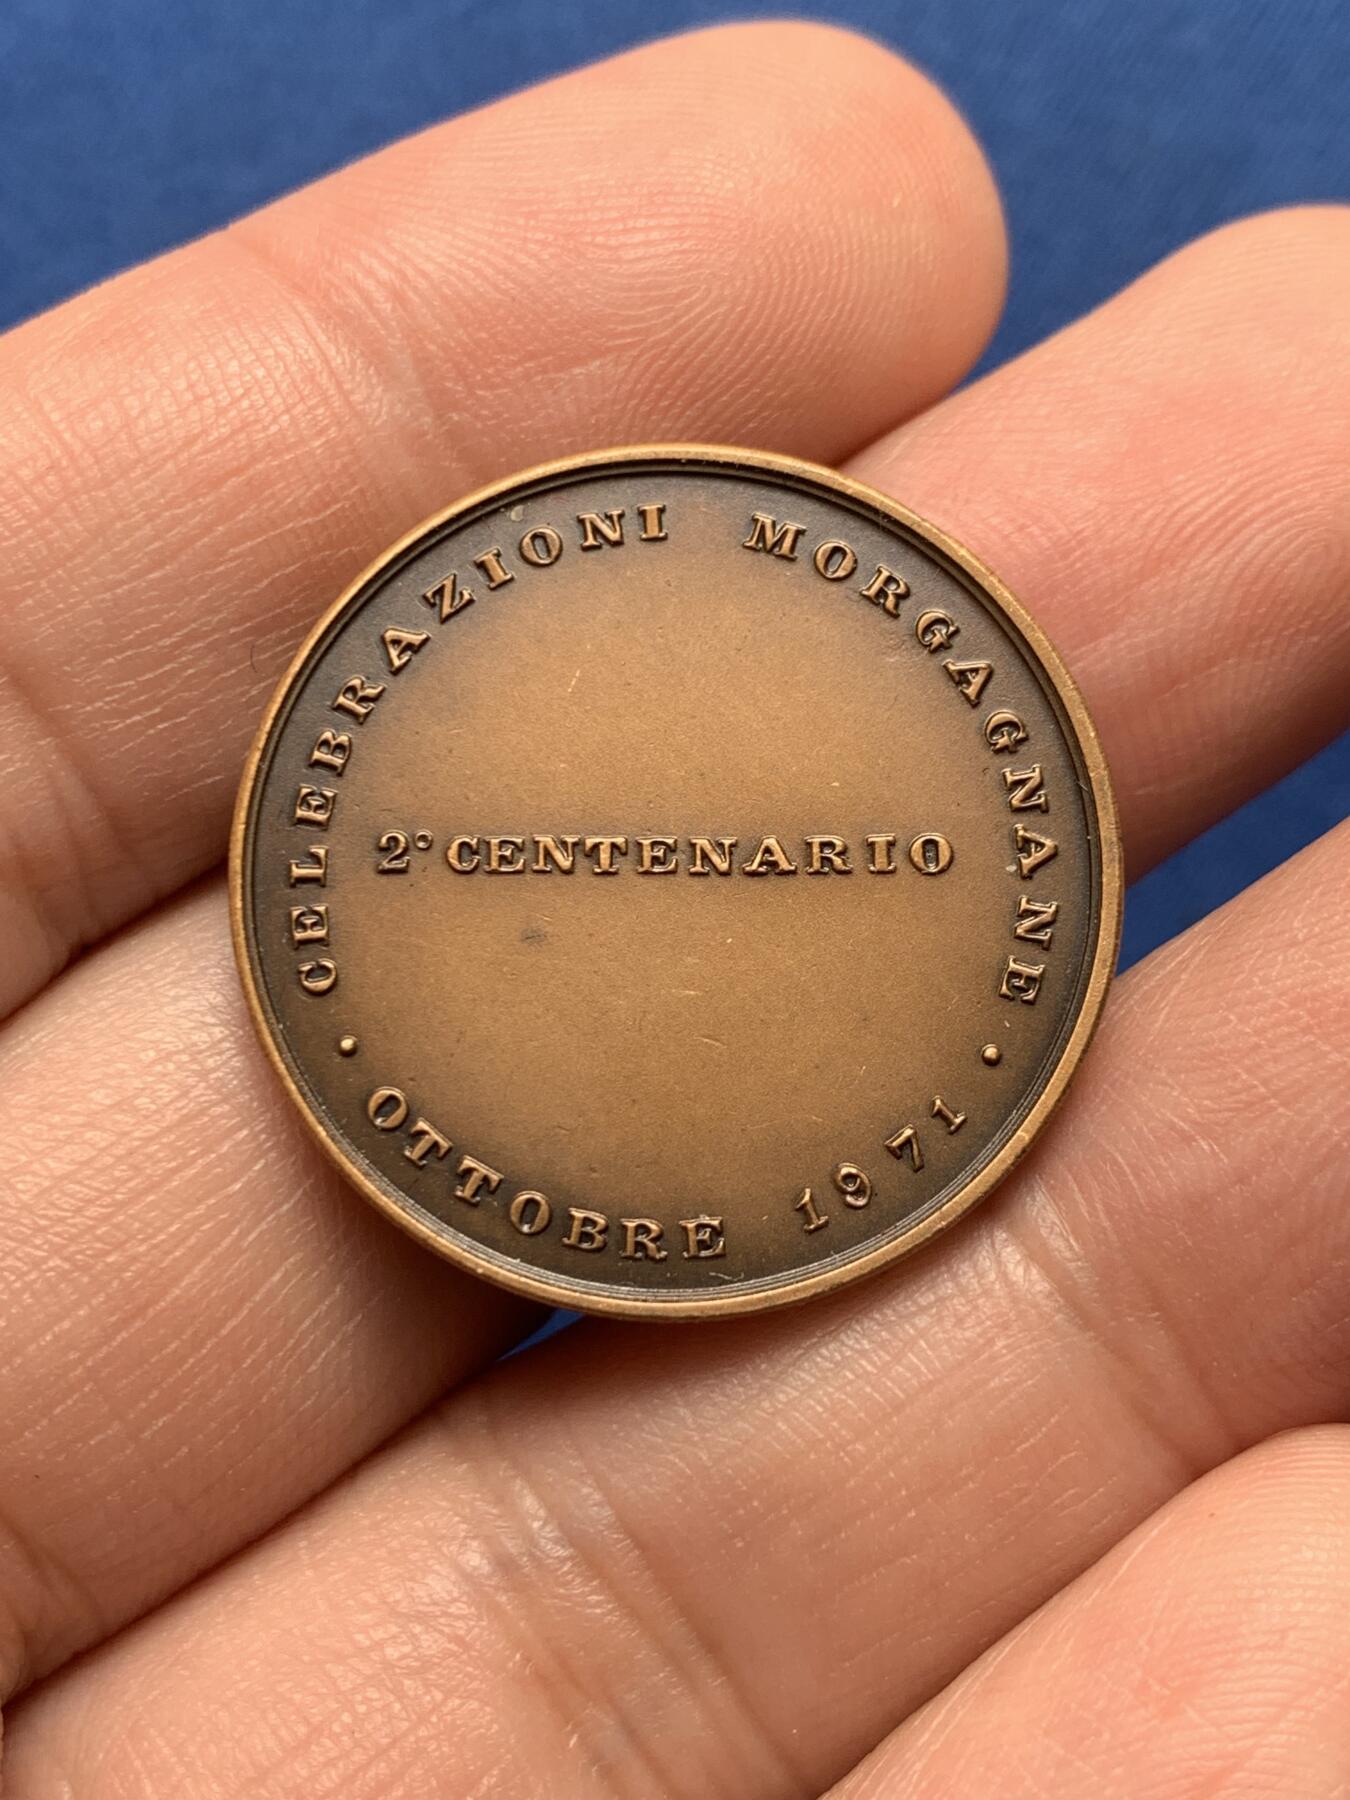 CELEBRAZIONI MORGAGNANE
2° CENTENARIO
· OTTOBRE 1971 ·